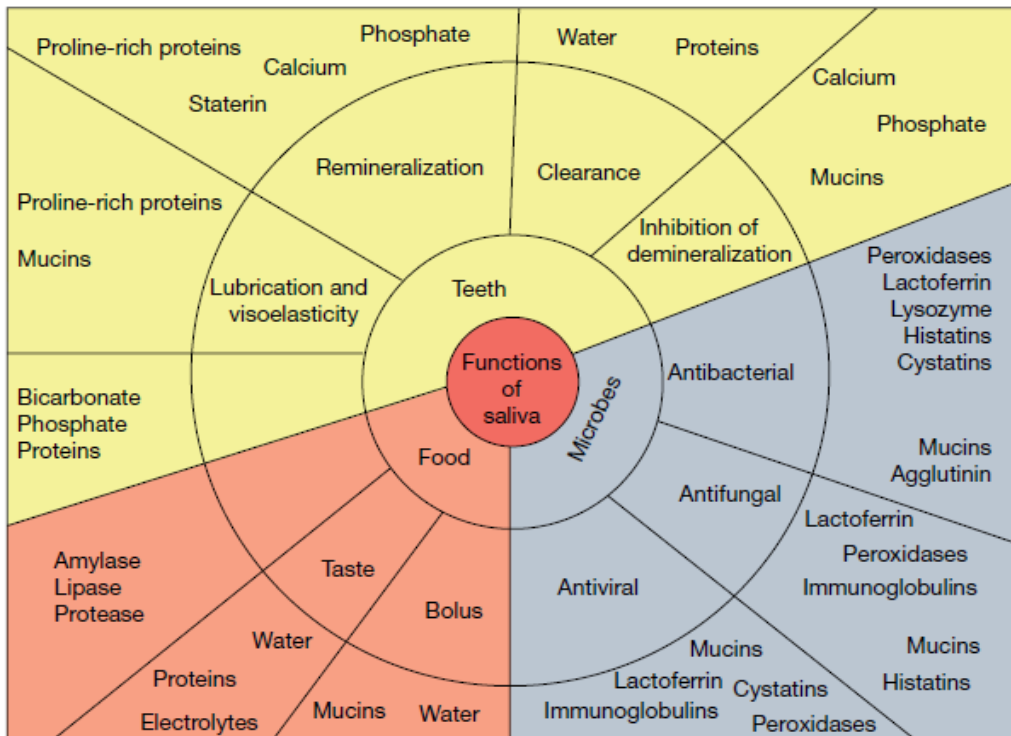 Proline-rich proteins
Phosphate
Calcium
Staterin
Water
Proteins
Calcium
Phosphate
Mucins
Remineralization
Clearance
Inhibition of
demineralization
Proline-rich proteins
Mucins
Lubrication and
visoelasticity
Teeth
Functions
of
saliva
Peroxidases
Lactoferrin
Lysozyme
Histatins
Cystatins
Mucins
Agglutinin
Antibacterial
Microbes
Bicarbonate
Phosphate
Proteins
Food
Antifungal
Lactoferrin
Peroxidases
Immunoglobulins
Mucins
Histatins
Amylase
Lipase
Protease
Taste
Bolus
Antiviral
Water
Proteins
Electrolytes
Mucins
Water
Mucins
Lactoferrin
Cystatins
Immunoglobulins
Peroxidases